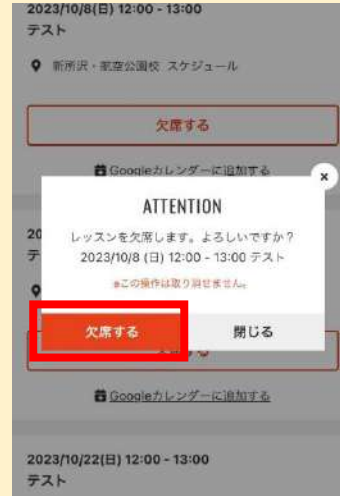 2023/10/8(日) 12:00 - 13:00
テスト
新所沢・航空公園校 スケジュール
欠席する
Googleカレンダーに追加する
×
ATTENTION
レッスンを欠席します。よろしいですか?
2023/10/8 (日) 12:00 - 13:00 テスト
※この操作は取り消せません。
欠席する
閉じる
Googleカレンダーに追加する
2023/10/22(日) 12:00 - 13:00
テスト